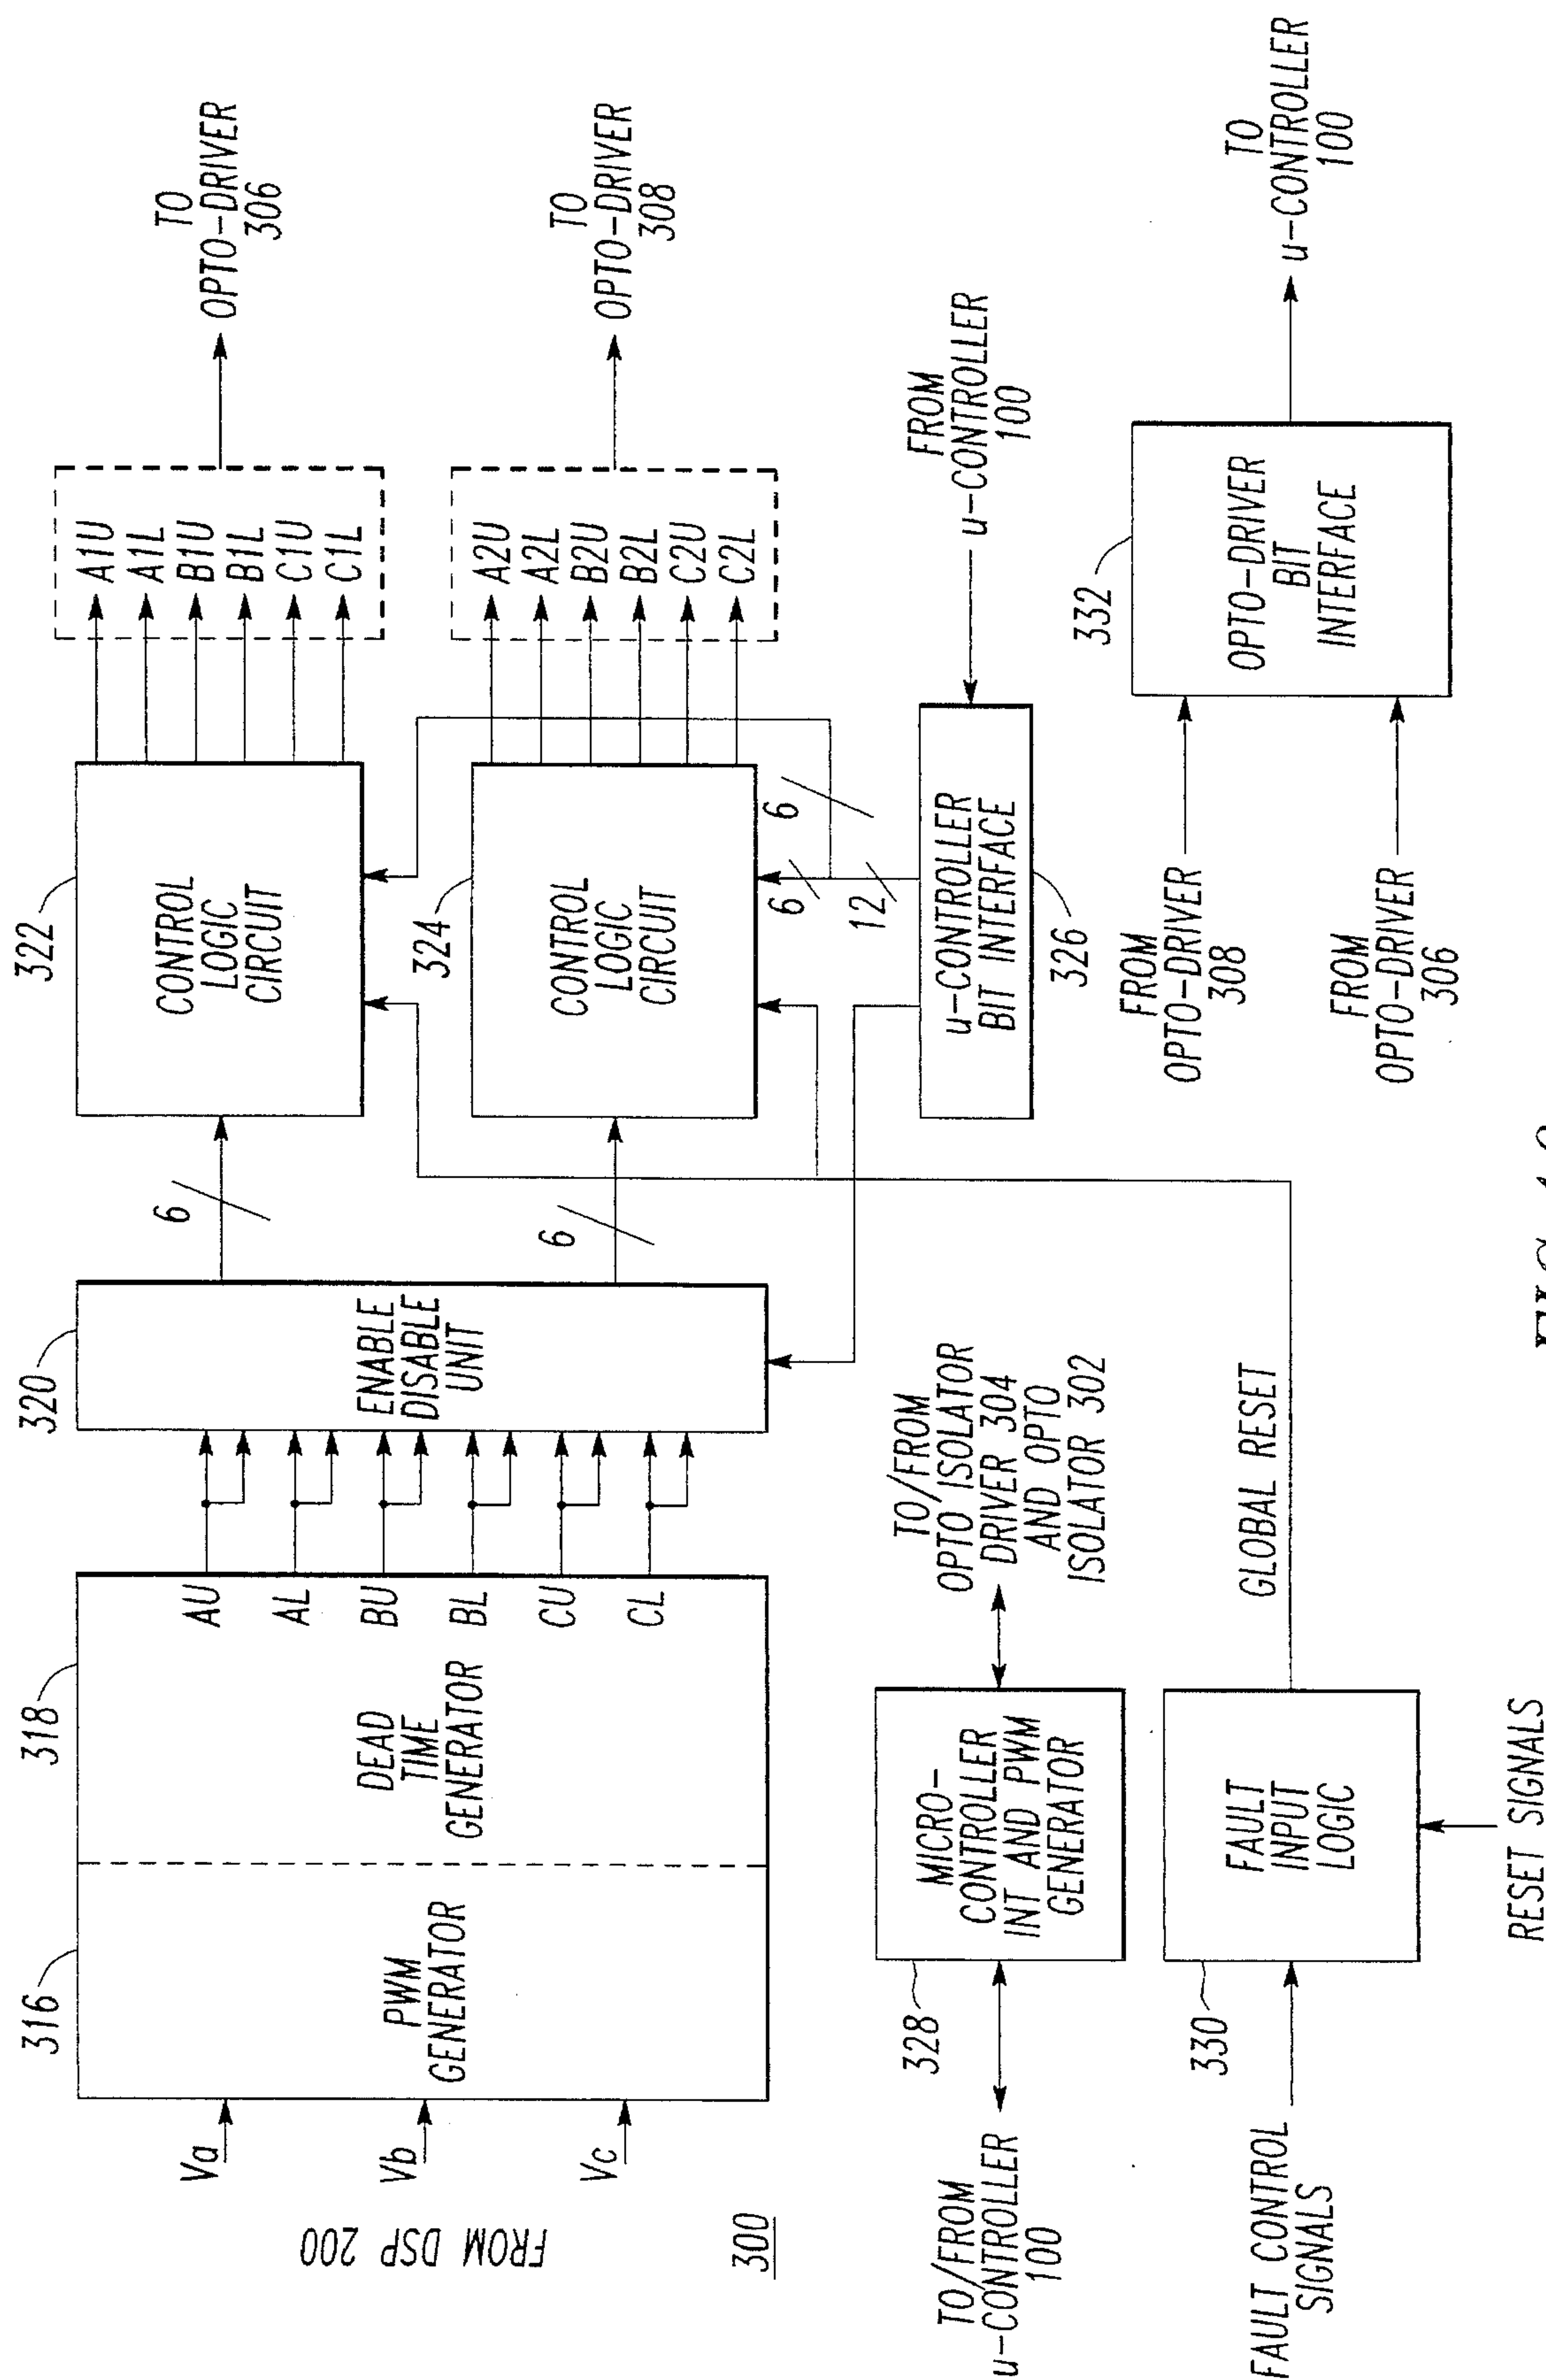 FROM DSP 200
300
Va
Vb
Vc
316
PWM
GENERATOR
318
DEAD
TIME
GENERATOR
AU
AL
BU
BL
CU
CL
320
ENABLE
DISABLE
UNIT
6
6
322
CONTROL
LOGIC
CIRCUIT
324
CONTROL
LOGIC
CIRCUIT
A1U
A1L
B1U
B1L
C1U
C1L
TO
OPTO-DRIVER
306
A2U
A2L
B2U
B2L
C2U
C2L
TO
OPTO-DRIVER
308
6
6
12
u-CONTROLLER
BIT INTERFACE
326
FROM
u-CONTROLLER
100
TO/FROM
u-CONTROLLER
100
328
MICRO-
CONTROLLER
INT AND PWM
GENERATOR
TO/FROM
OPTO ISOLATOR
DRIVER 304
AND OPTO
ISOLATOR 302
FAULT CONTROL
SIGNALS
330
FAULT
INPUT
LOGIC
RESET SIGNALS
GLOBAL RESET
FROM
OPTO-DRIVER
308
FROM
OPTO-DRIVER
306
332
OPTO-DRIVER
BIT
INTERFACE
TO
u-CONTROLLER
100